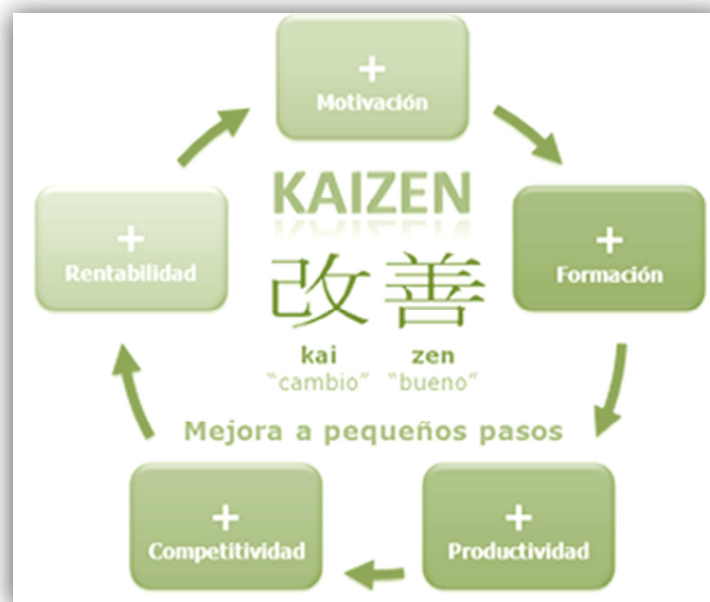 +
Motivación
KAIZEN
+
Rentabilidad
+
Formación
改善
kai zen
"cambio" "bueno"
Mejora a pequeños pasos
+
Competitividad
+
Productividad